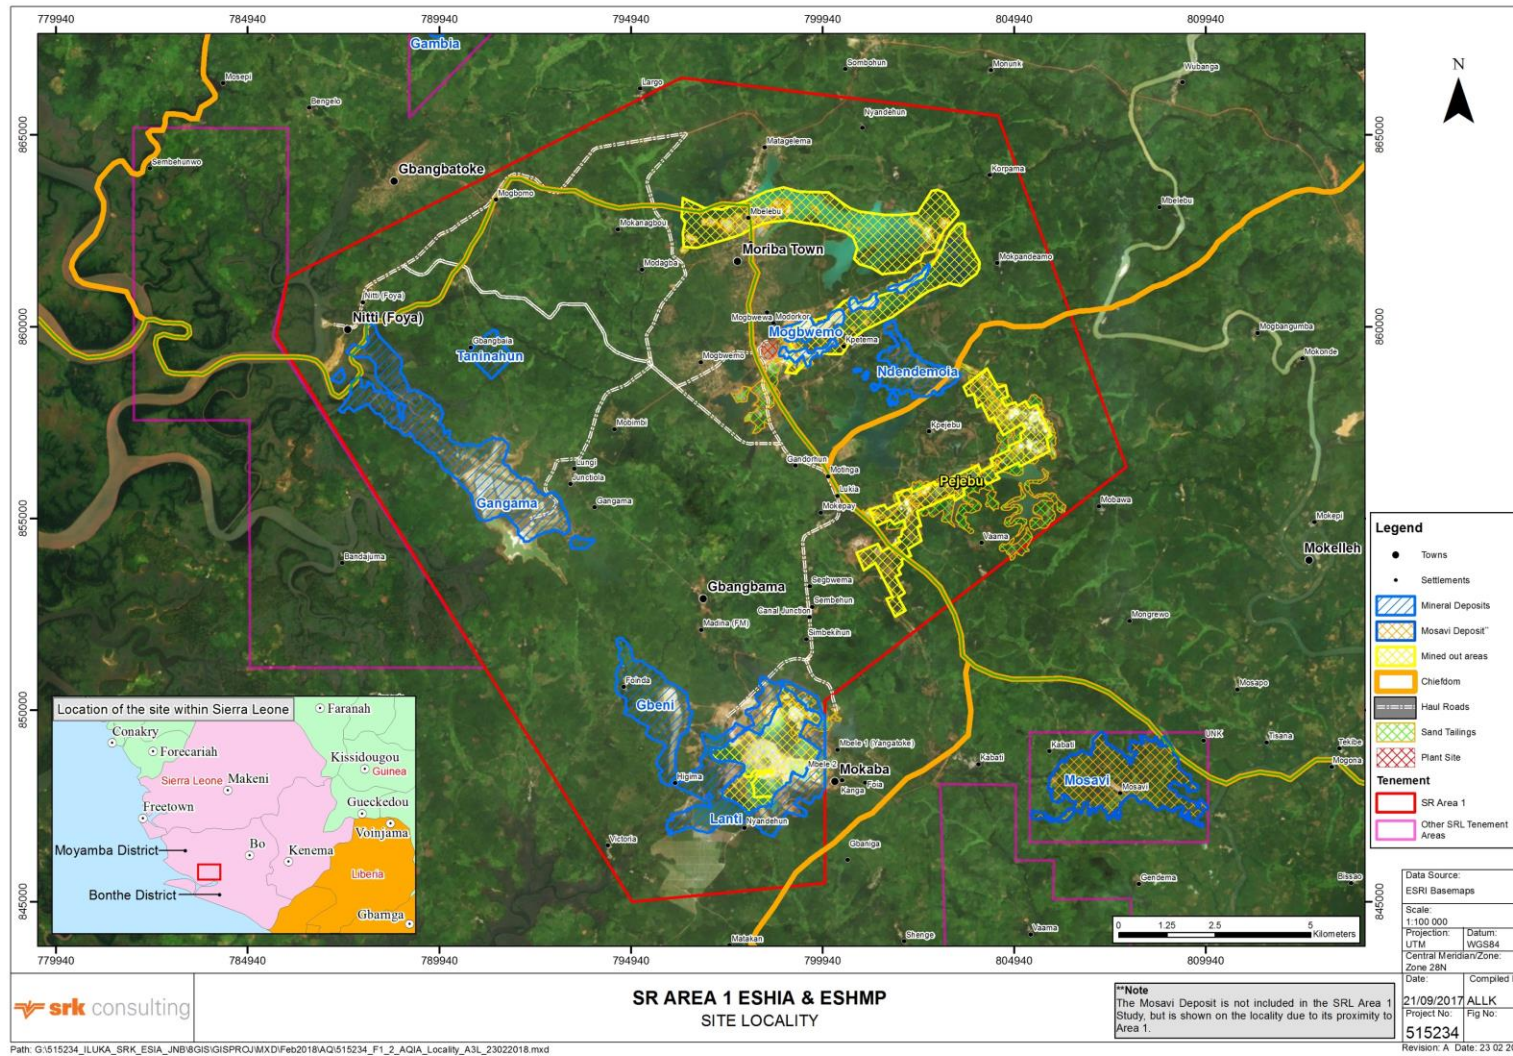 779940 784940 789940 794940 799940 804940 809940
865000
860000
855000
850000
845000
865000
860000
855000
850000
845000
N
Gambia
Mosepi
Bengelo
Largo
Sombohun
Monunk
Wubanga
Nyandehun
Sembehunwo
Gbangbatoke
Matagelema
Korpama
Mogbomo
Mbelebu
Mbelebu
Mokanagbou
Moriba Town
Modagba
Mokpandeamo
Nitti (Foya)
Nitti (Foya)
Mogbwewa
Modorkor
Mogbwemo
Mogbangumba
Gbangbaia
Taninahun
Kpetema
Mogbwemo
Mokonde
Ndendemoia
Mobimbi
Kpejebu
Lungi
Junctiola
Gandorhun
Motinga
Pejebu
Gangama
Gangama
Lukia
Mokepay
Mobawa
Mokepi
Vaama
Bandajuma
Mokelleh
Gbangbama
Segbwema
Sembehun
Canal Junction
Madina (FM)
Simbekihun
Mongrewo
Foinda
Gbeni
Mosapo
UNK
Tisana
Tekibe
Mogona
Mbele 1 (Yangatoke)
Kabati
Kabati
Mbele 2
Mokaba
Higima
Kanga
Foia
Mosavi
Mosavi
Lanti
Nyandehun
Victoria
Gbaniga
Gendema
Bissao
Matakan
Shenge
Vaama
Location of the site within Sierra Leone
Faranah
Conakry
Forecariah
Kissidougou
Guinea
Sierra Leone
Makeni
Gueckedou
Freetown
Voinjama
Moyamba District
Bo
Kenema
Liberia
Bonthe District
Gbarnga
0 1.25 2.5 5
Kilometers
Legend
Towns
Settlements
Mineral Deposits
Mosavi Deposit**
Mined out areas
Chiefdom
Haul Roads
Sand Tailings
Plant Site
Tenement
SR Area 1
Other SRL Tenement
Areas
Data Source:
ESRI Basemaps
Scale:
1:100 000
Projection: Datum:
UTM WGS84
Central Meridian/Zone:
Zone 28N
Date: Compiled
21/09/2017 ALLK
Project No: Fig No:
515234
Revision: A Date: 23 02 20
srk consulting
SR AREA 1 ESHIA & ESHMP
SITE LOCALITY
**Note
The Mosavi Deposit is not included in the SRL Area 1
Study, but is shown on the locality due to its proximity to
Area 1.
Path: G:\515234_ILUKA_SRK_ESIA_JNB\8GIS\GISPROJ\MXD\Feb2018\AQ\515234_F1_2_AQIA_Locality_A3L_23022018.mxd